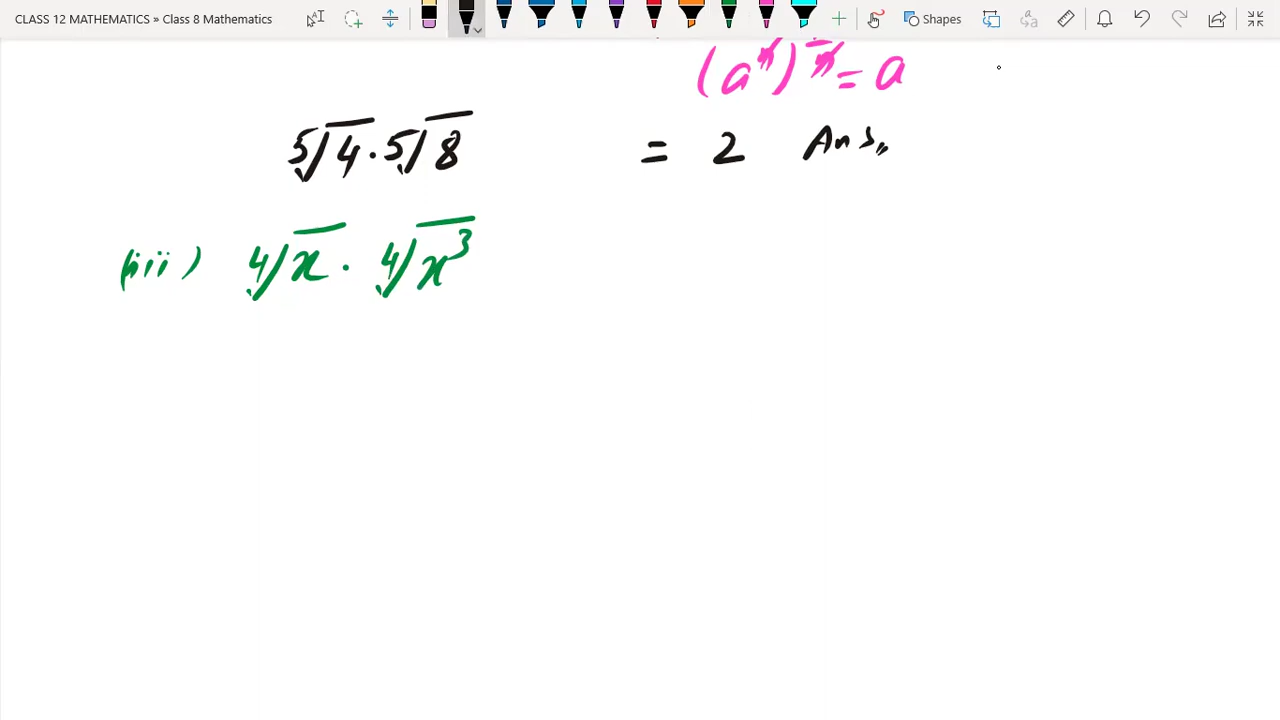 CLASS 12 MATHEMATICS » Class 8 Mathematics
Shapes
(aⁿ)^(1/n) = a
⁵√4 · ⁵√8 = 2 Ans,,
(iii) ⁴√x · ⁴√x³